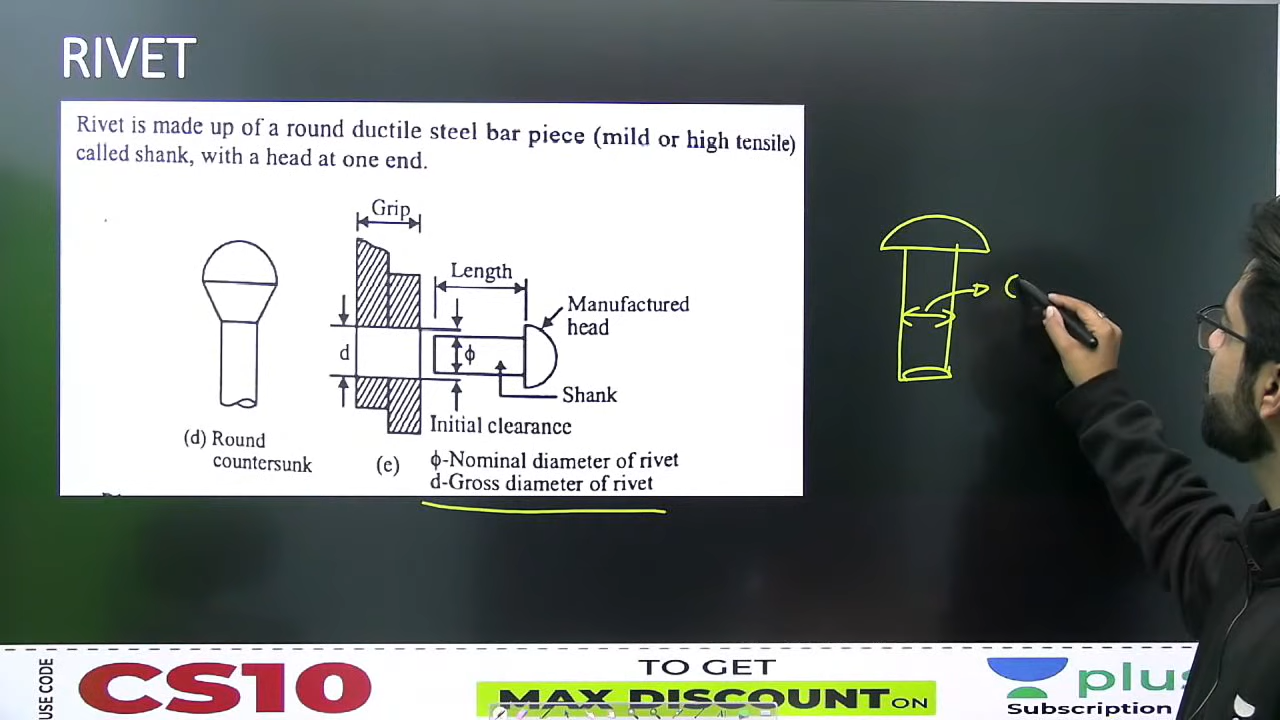 RIVET
Rivet is made up of a round ductile steel bar piece (mild or high tensile)
called shank, with a head at one end.
Grip
Length
Manufactured
head
d
ϕ
Shank
Initial clearance
(d) Round
countersunk
(e)
ϕ-Nominal diameter of rivet
d-Gross diameter of rivet
USE CODE
CS10
TO GET
MAX DISCOUNT ON
plus
Subscription